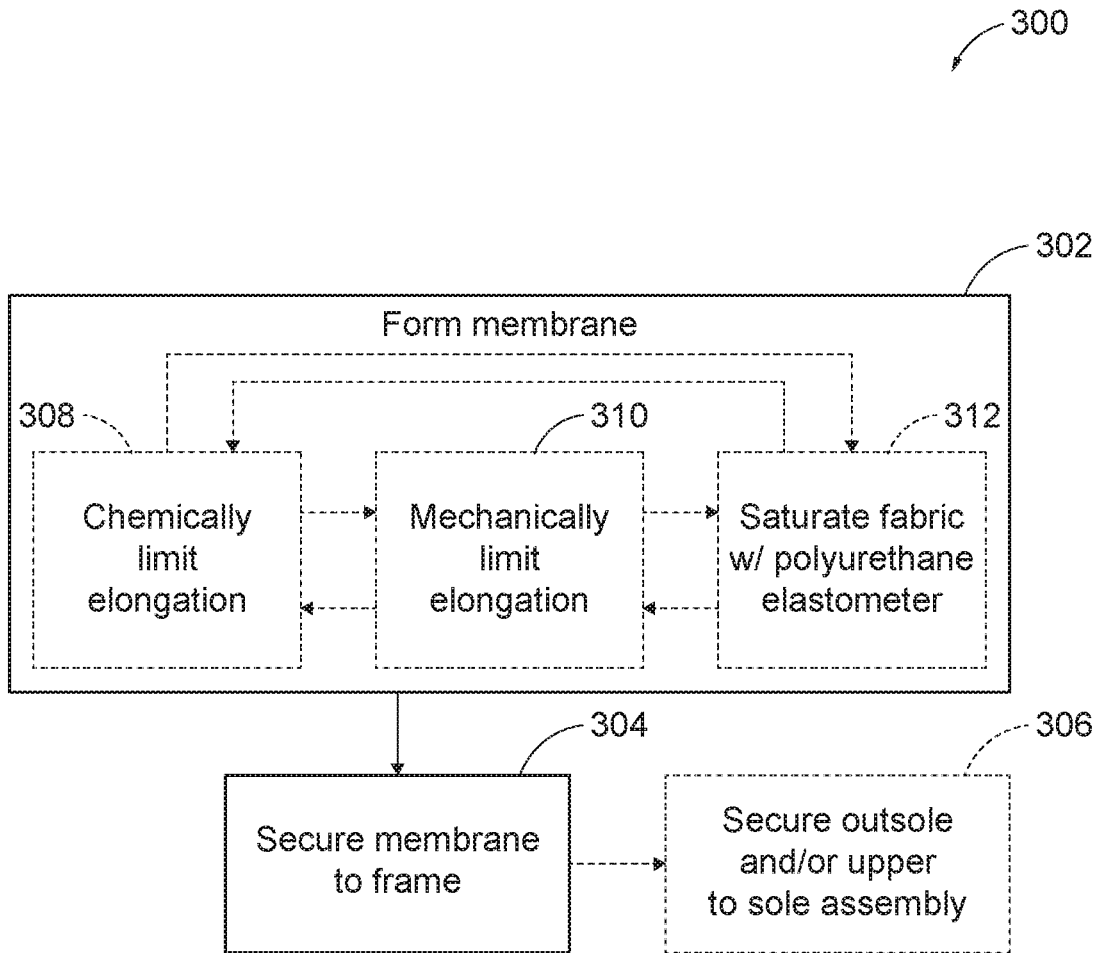 300
302
Form membrane
308
310
312
Chemically
limit
elongation
Mechanically
limit
elongation
Saturate fabric
w/ polyurethane
elastometer
304
306
Secure membrane
to frame
Secure outsole
and/or upper
to sole assembly